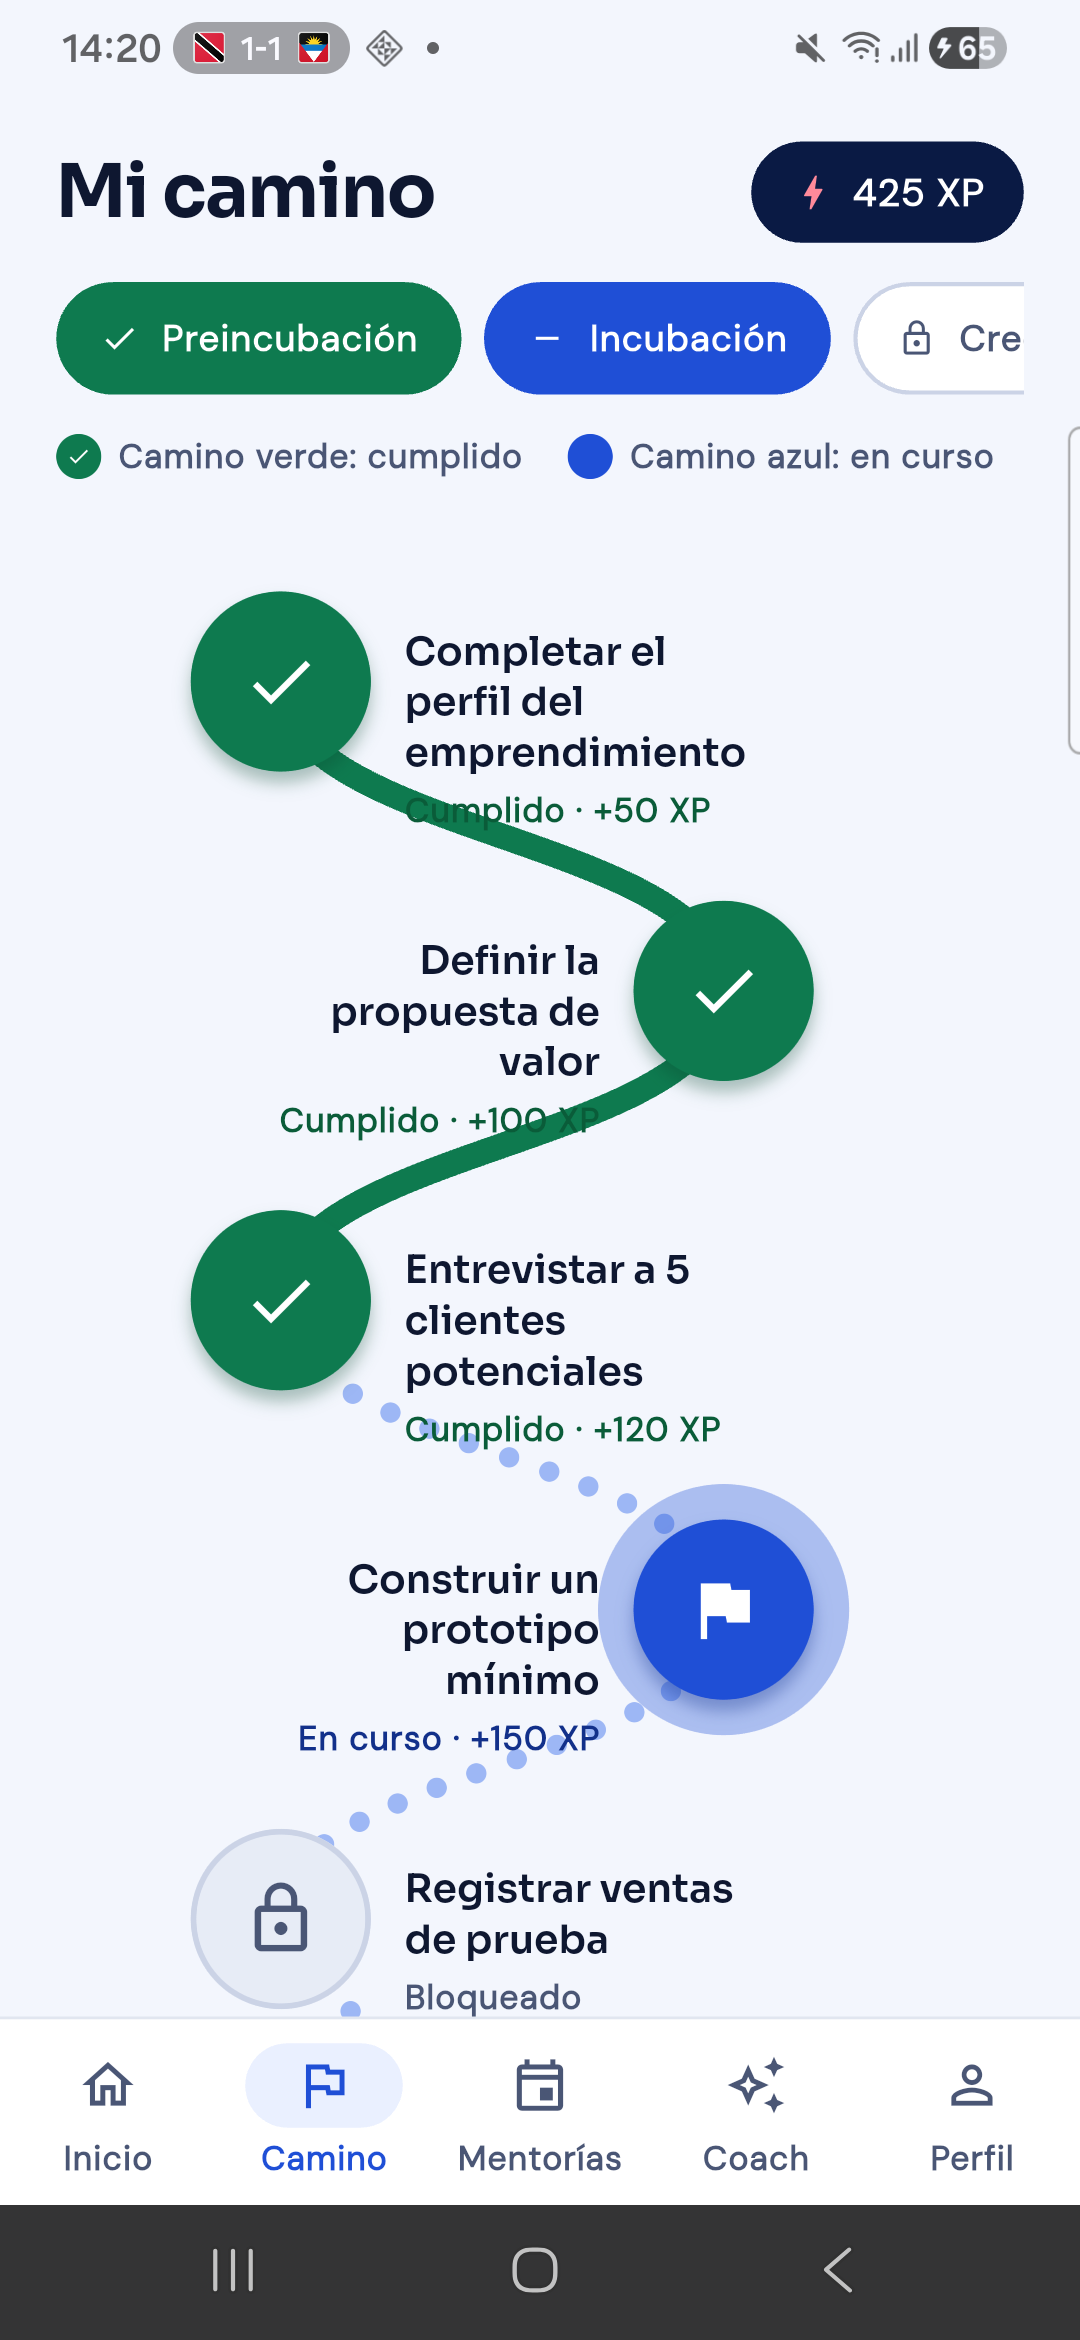 14:20 1-1 65
Mi camino
425 XP
Preincubación
Incubación
Cre
Camino verde: cumplido
Camino azul: en curso
Completar el
perfil del
emprendimiento
Cumplido · +50 XP
Definir la
propuesta de
valor
Cumplido · +100 XP
Entrevistar a 5
clientes
potenciales
Cumplido · +120 XP
Construir un
prototipo
mínimo
En curso · +150 XP
Registrar ventas
de prueba
Bloqueado
Inicio
Camino
Mentorías
Coach
Perfil